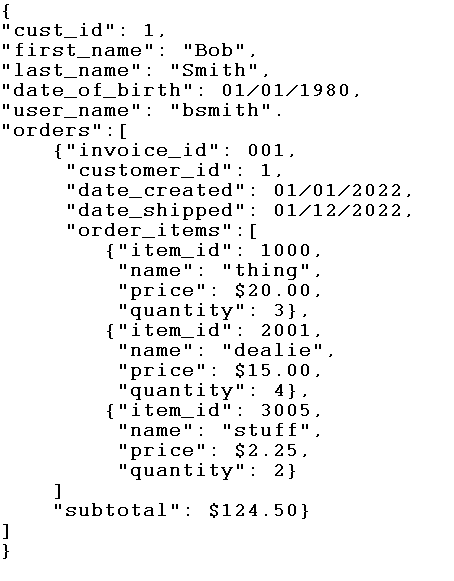 {
"cust_id": 1,
"first_name": "Bob",
"last_name": "Smith",
"date_of_birth": 01/01/1980,
"user_name": "bsmith".
"orders":[
    {"invoice_id": 001,
     "customer_id": 1,
     "date_created": 01/01/2022,
     "date_shipped": 01/12/2022,
     "order_items":[
        {"item_id": 1000,
         "name": "thing",
         "price": $20.00,
         "quantity": 3},
        {"item_id": 2001,
         "name": "dealie",
         "price": $15.00,
         "quantity": 4},
        {"item_id": 3005,
         "name": "stuff",
         "price": $2.25,
         "quantity": 2}
    ]
    "subtotal": $124.50}
]
}